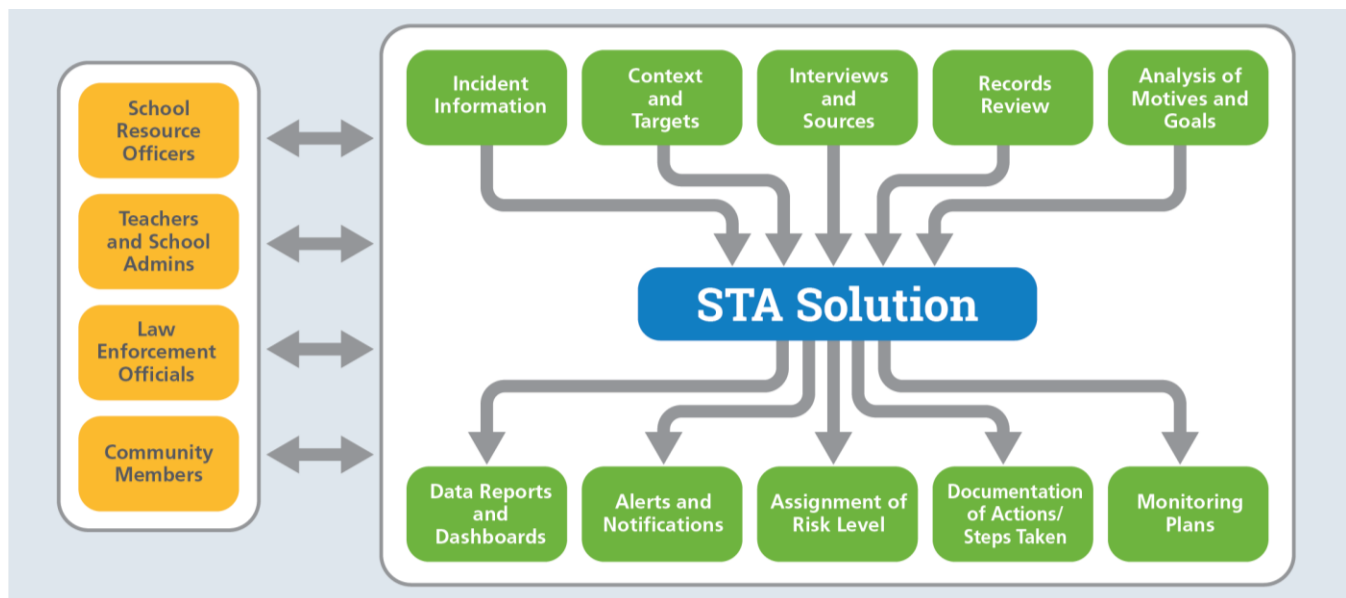 School
Resource
Officers
Teachers
and School
Admins
Law
Enforcement
Officials
Community
Members
Incident
Information
Context
and
Targets
Interviews
and
Sources
Records
Review
Analysis of
Motives and
Goals
STA Solution
Data Reports
and
Dashboards
Alerts and
Notifications
Assignment of
Risk Level
Documentation
of Actions/
Steps Taken
Monitoring
Plans